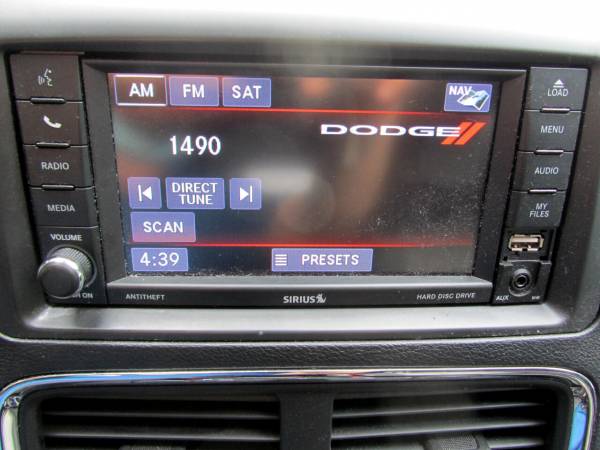 AM FM SAT NAV
LOAD
1490
DODGE
MENU
RADIO
DIRECT
TUNE
AUDIO
MEDIA
SCAN
MY
FILES
VOLUME
4:39
PRESETS
ON
ANTITHEFT
SIRIUS
HARD DISC DRIVE
AUX